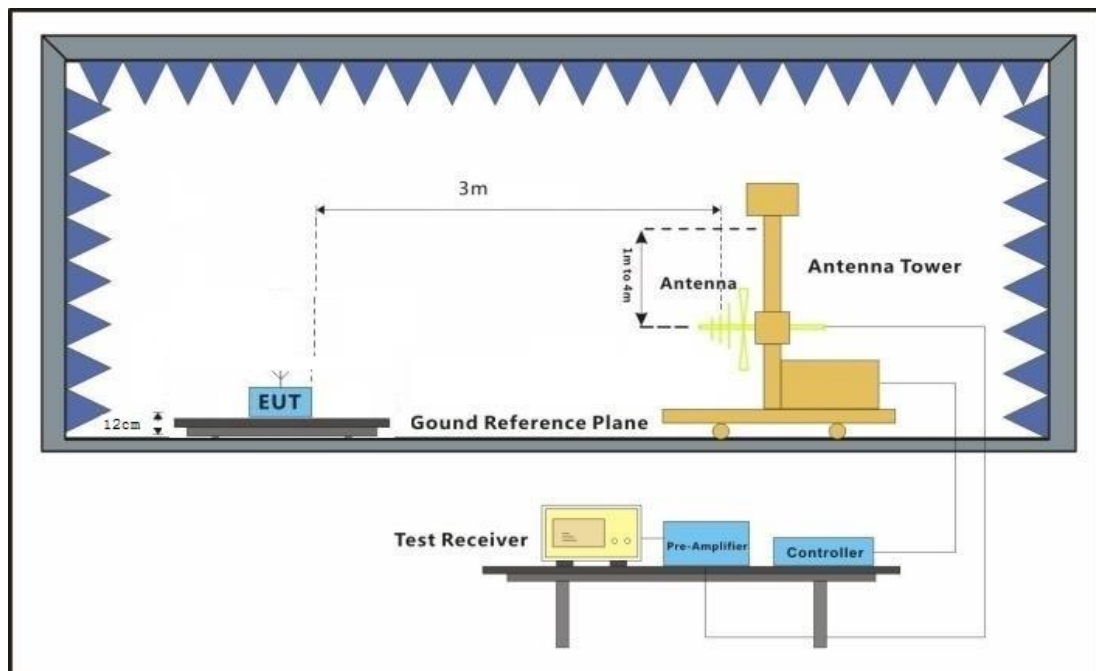 3m
1m to 4m
Antenna
Antenna Tower
EUT
12cm
Gound Reference Plane
Test Receiver
Pre-Amplifier
Controller